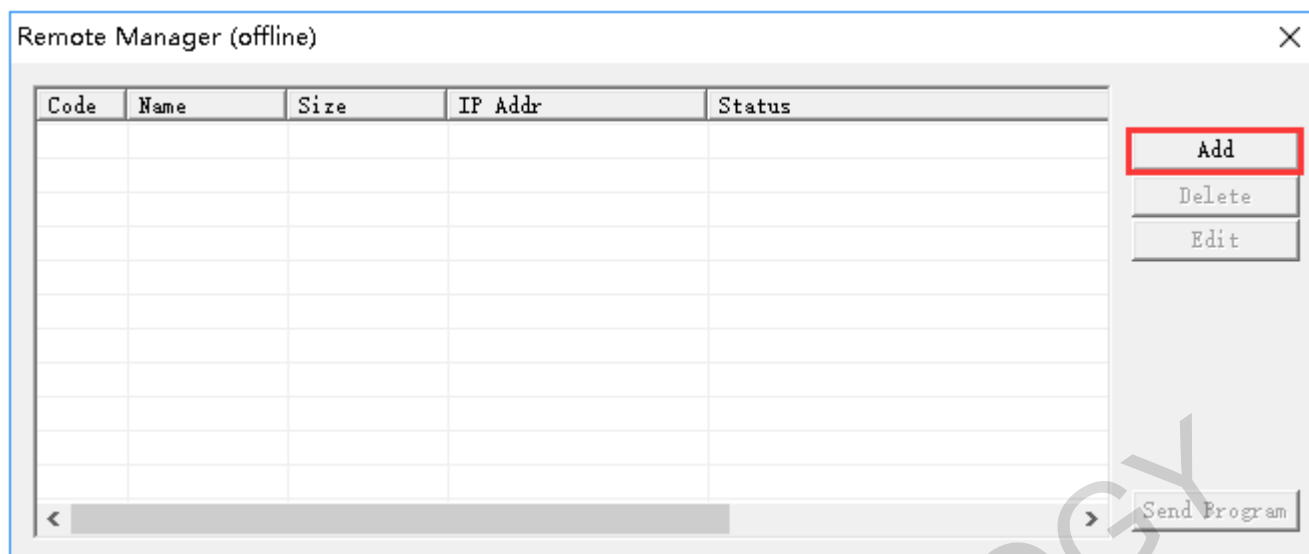 Remote Manager (offline)
Code Name Size IP Addr Status
Add
Delete
Edit
Send Program